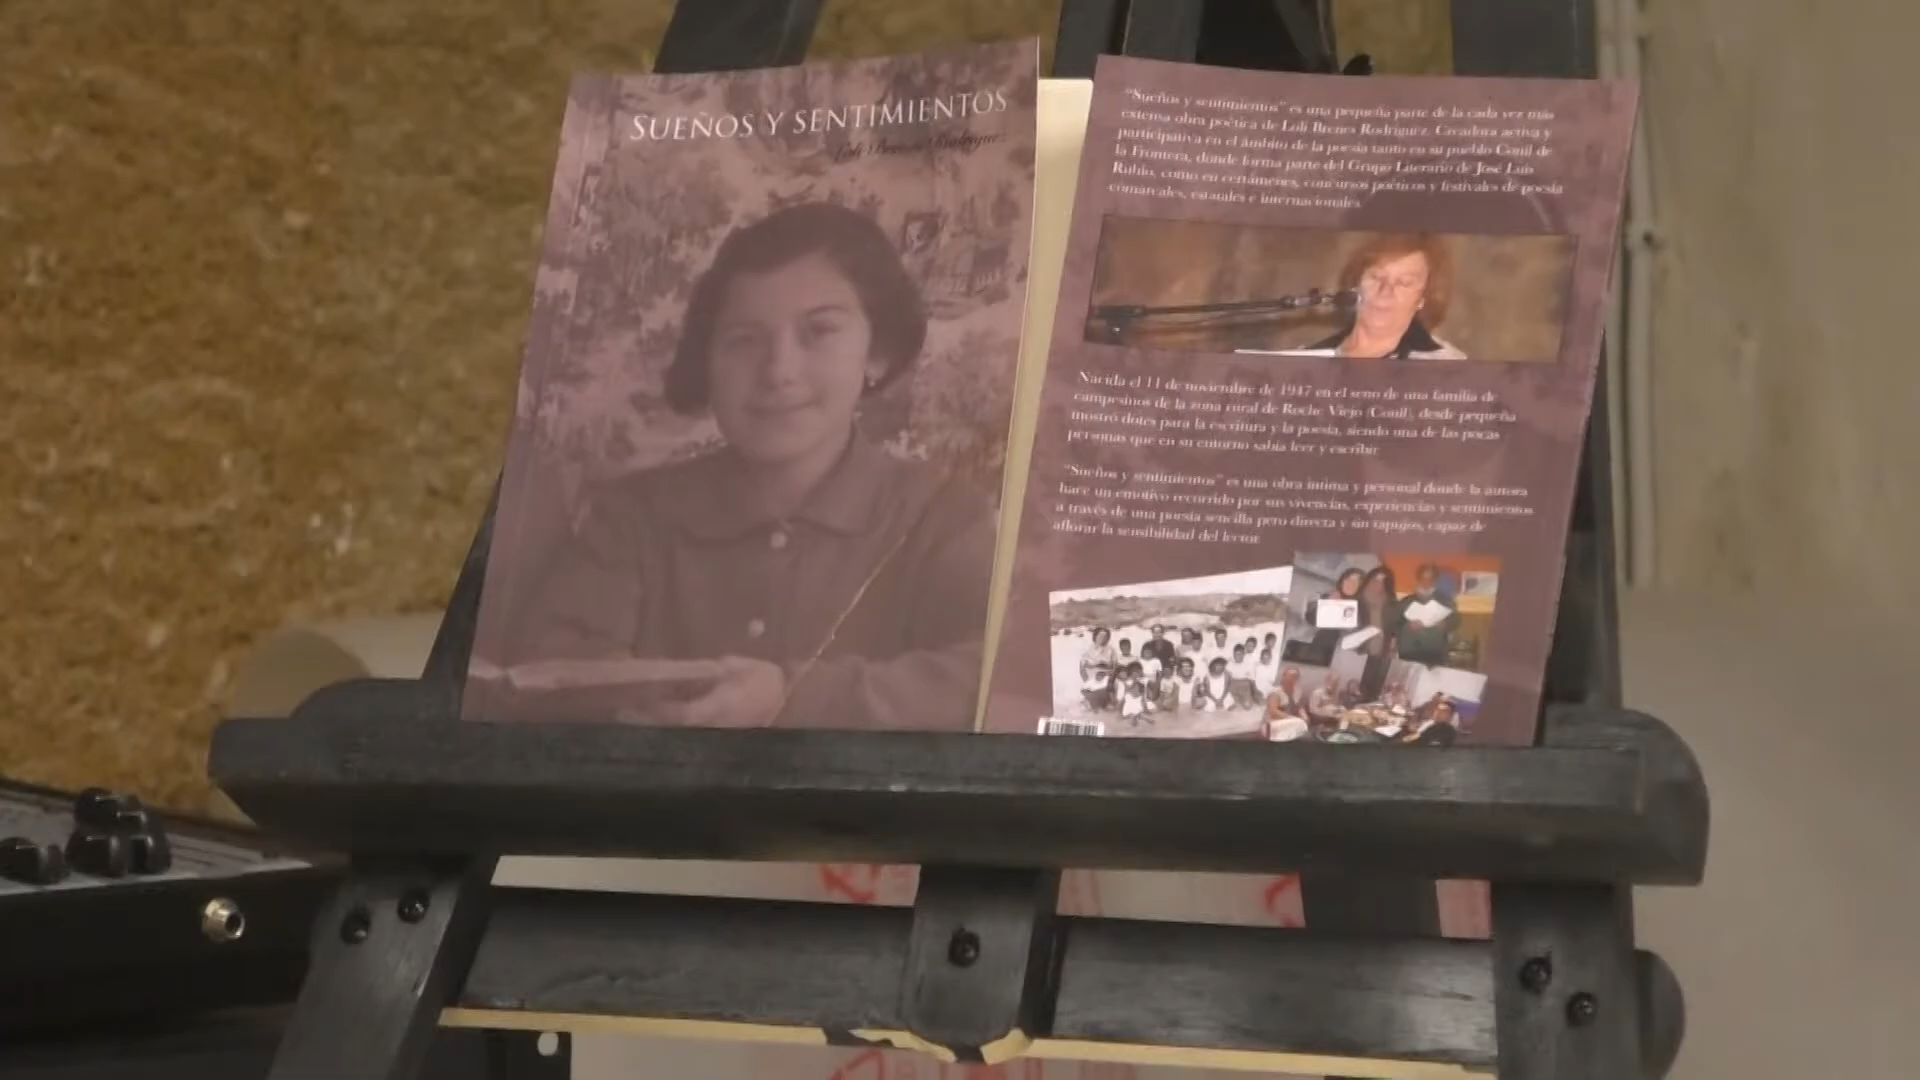 SUEÑOS Y SENTIMIENTOS
Loli Brenes Rodríguez
"Sueños y sentimientos" es una pequeña parte de la cada vez más
extensa obra poética de Loli Brenes Rodríguez. Creadora activa y
participativa en el ámbito de la poesía tanto en su pueblo Conil de
la Frontera, donde forma parte del Grupo Literario de José Luis
Rubio, como en certámenes, concursos poéticos y festivales de poesía
comarcales, estatales e internacionales.
Nacida el 11 de noviembre de 1947 en el seno de una familia de
campesinos de la zona rural de Roche Viejo (Conil), desde pequeña
mostró dotes para la escritura y la poesía, siendo una de las pocas
personas que en su entorno sabía leer y escribir.
"Sueños y sentimientos" es una obra íntima y personal donde la autora
hace un emotivo recorrido por sus vivencias, experiencias y sentimientos
a través de una poesía sencilla pero directa y sin tapujos, capaz de
aflorar la sensibilidad del lector.